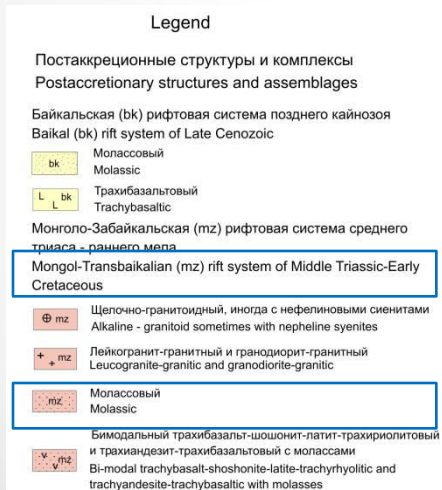 Legend
Постаккреционные структуры и комплексы
Postaccretionary structures and assemblages
Байкальская (bk) рифтовая система позднего кайнозоя
Baikal (bk) rift system of Late Cenozoic
bk
Молассовый
Molassic
L bk
L
Трахибазальтовый
Trachybasaltic
Монголо-Забайкальская (mz) рифтовая система среднего
триаса - раннего мела
Mongol-Transbaikalian (mz) rift system of Middle Triassic-Early
Cretaceous
⊕ mz
Щелочно-гранитоидный, иногда с нефелиновыми сиенитами
Alkaline - granitoid sometimes with nepheline syenites
+ + mz
Лейкогранит-гранитный и гранодиорит-гранитный
Leucogranite-granitic and granodiorite-granitic
mz
Молассовый
Molassic
v mz
v
Бимодальный трахибазальт-шошонит-латит-трахириолитовый
и трахиандезит-трахибазальтовый с молассами
Bi-modal trachybasalt-shoshonite-latite-trachyrhyolitic and
trachyandesite-trachybasaltic with molasses